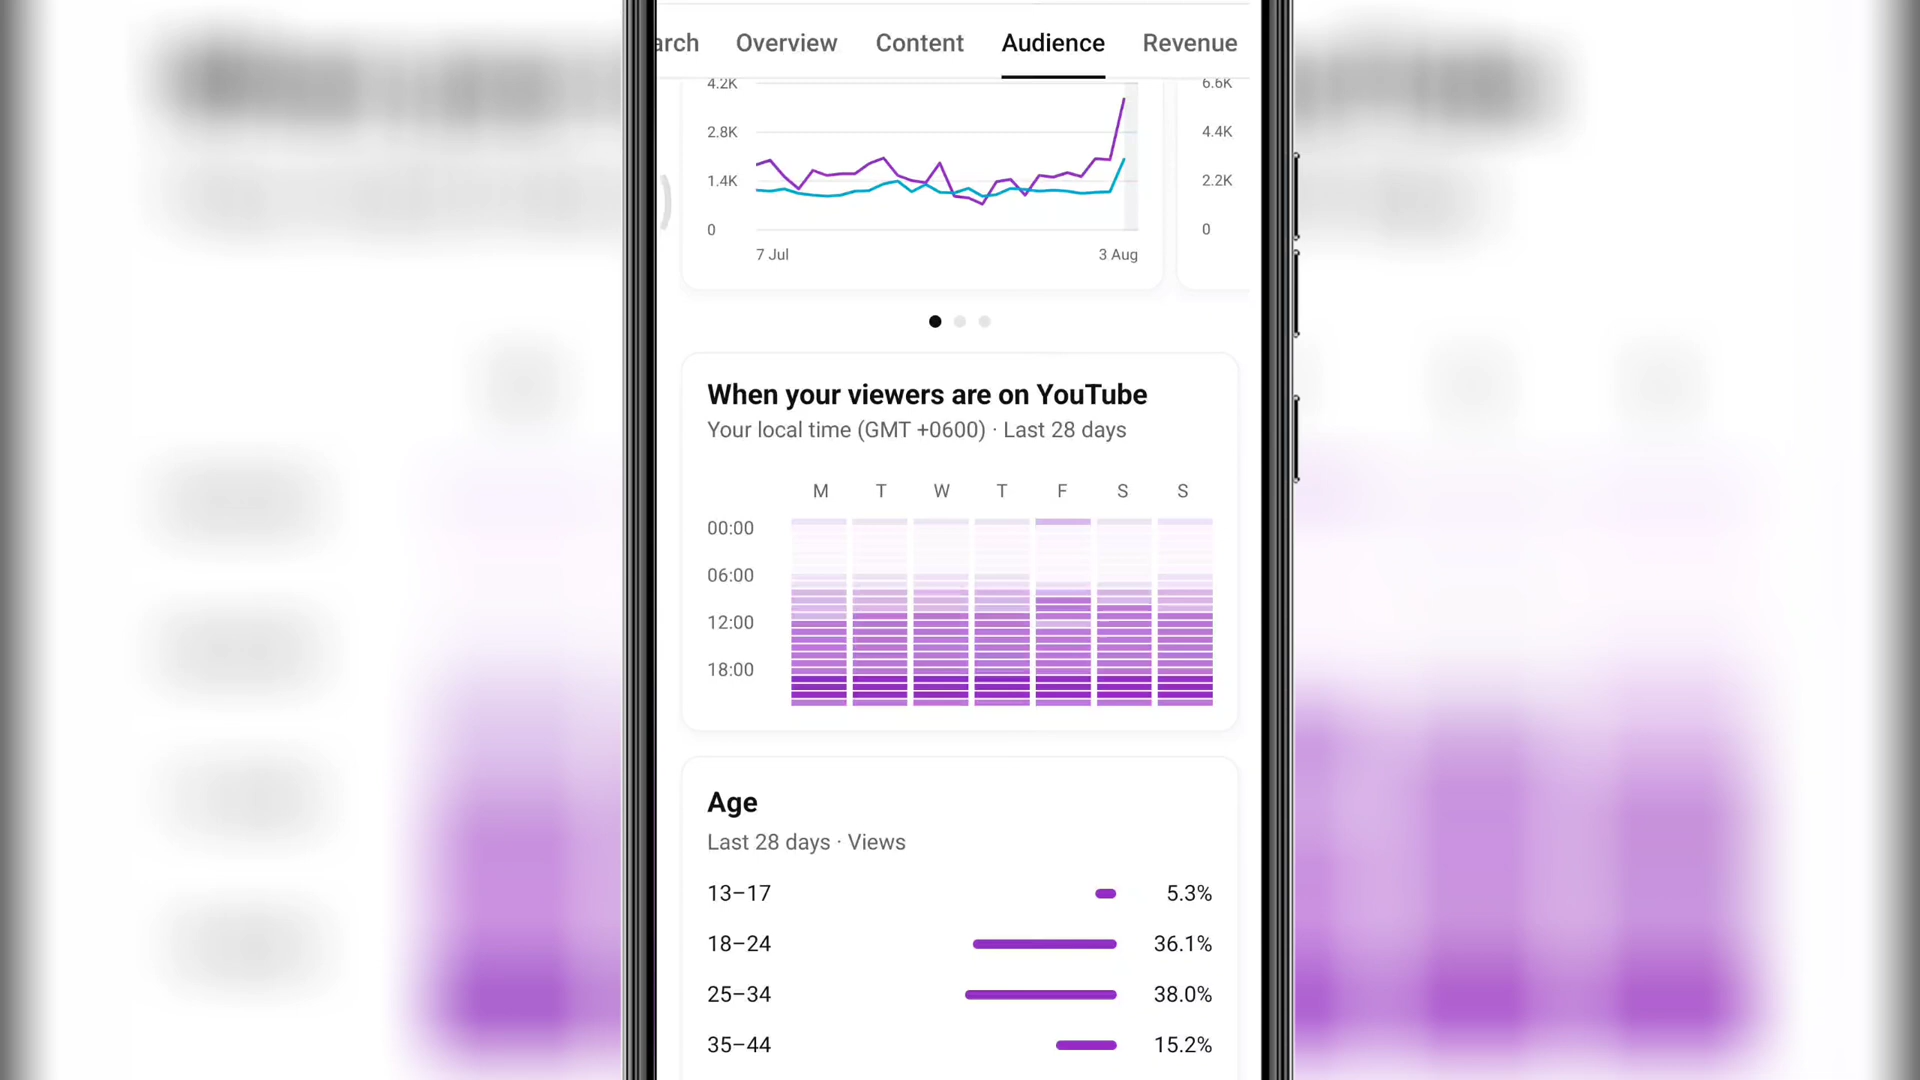 arch Overview Content Audience Revenue
4.2K
2.8K
1.4K
0
7 Jul 3 Aug
6.6K
4.4K
2.2K
0
When your viewers are on YouTube
Your local time (GMT +0600) · Last 28 days
M T W T F S S
00:00
06:00
12:00
18:00
Age
Last 28 days · Views
13–17 5.3%
18–24 36.1%
25–34 38.0%
35–44 15.2%